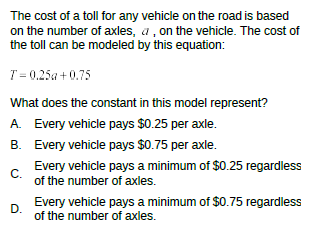 The cost of a toll for any vehicle on the road is based
on the number of axles, a , on the vehicle. The cost of
the toll can be modeled by this equation:
T = 0.25a + 0.75
What does the constant in this model represent?
A. Every vehicle pays $0.25 per axle.
B. Every vehicle pays $0.75 per axle.
C. Every vehicle pays a minimum of $0.25 regardless
of the number of axles.
D. Every vehicle pays a minimum of $0.75 regardless
of the number of axles.